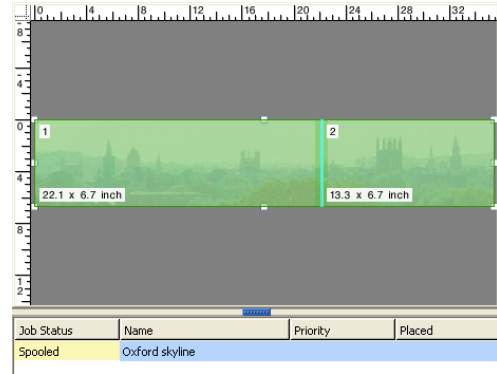 0 4 8 12 16 20 24 28 32
8
4
0
4
8
12
1 2
22.1 x 6.7 inch 13.3 x 6.7 inch
Job Status Name Priority Placed
Spooled Oxford skyline